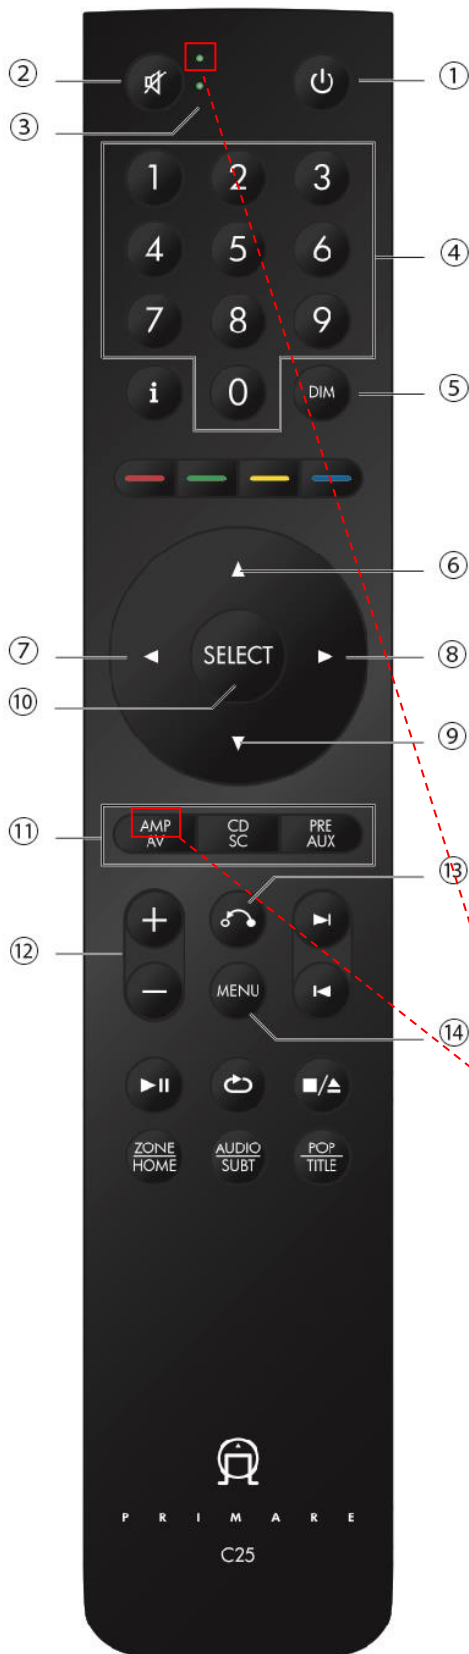 ② ①
③
1 2 3
4 5 6 ④
7 8 9
i 0 DIM ⑤
⑥
⑦ SELECT ⑧
⑩
⑨
⑪ AMP AV CD SC PRE AUX
⑬
⑫
MENU
⑭
ZONE HOME AUDIO SUBT POP TITLE
PRIMARE
C25